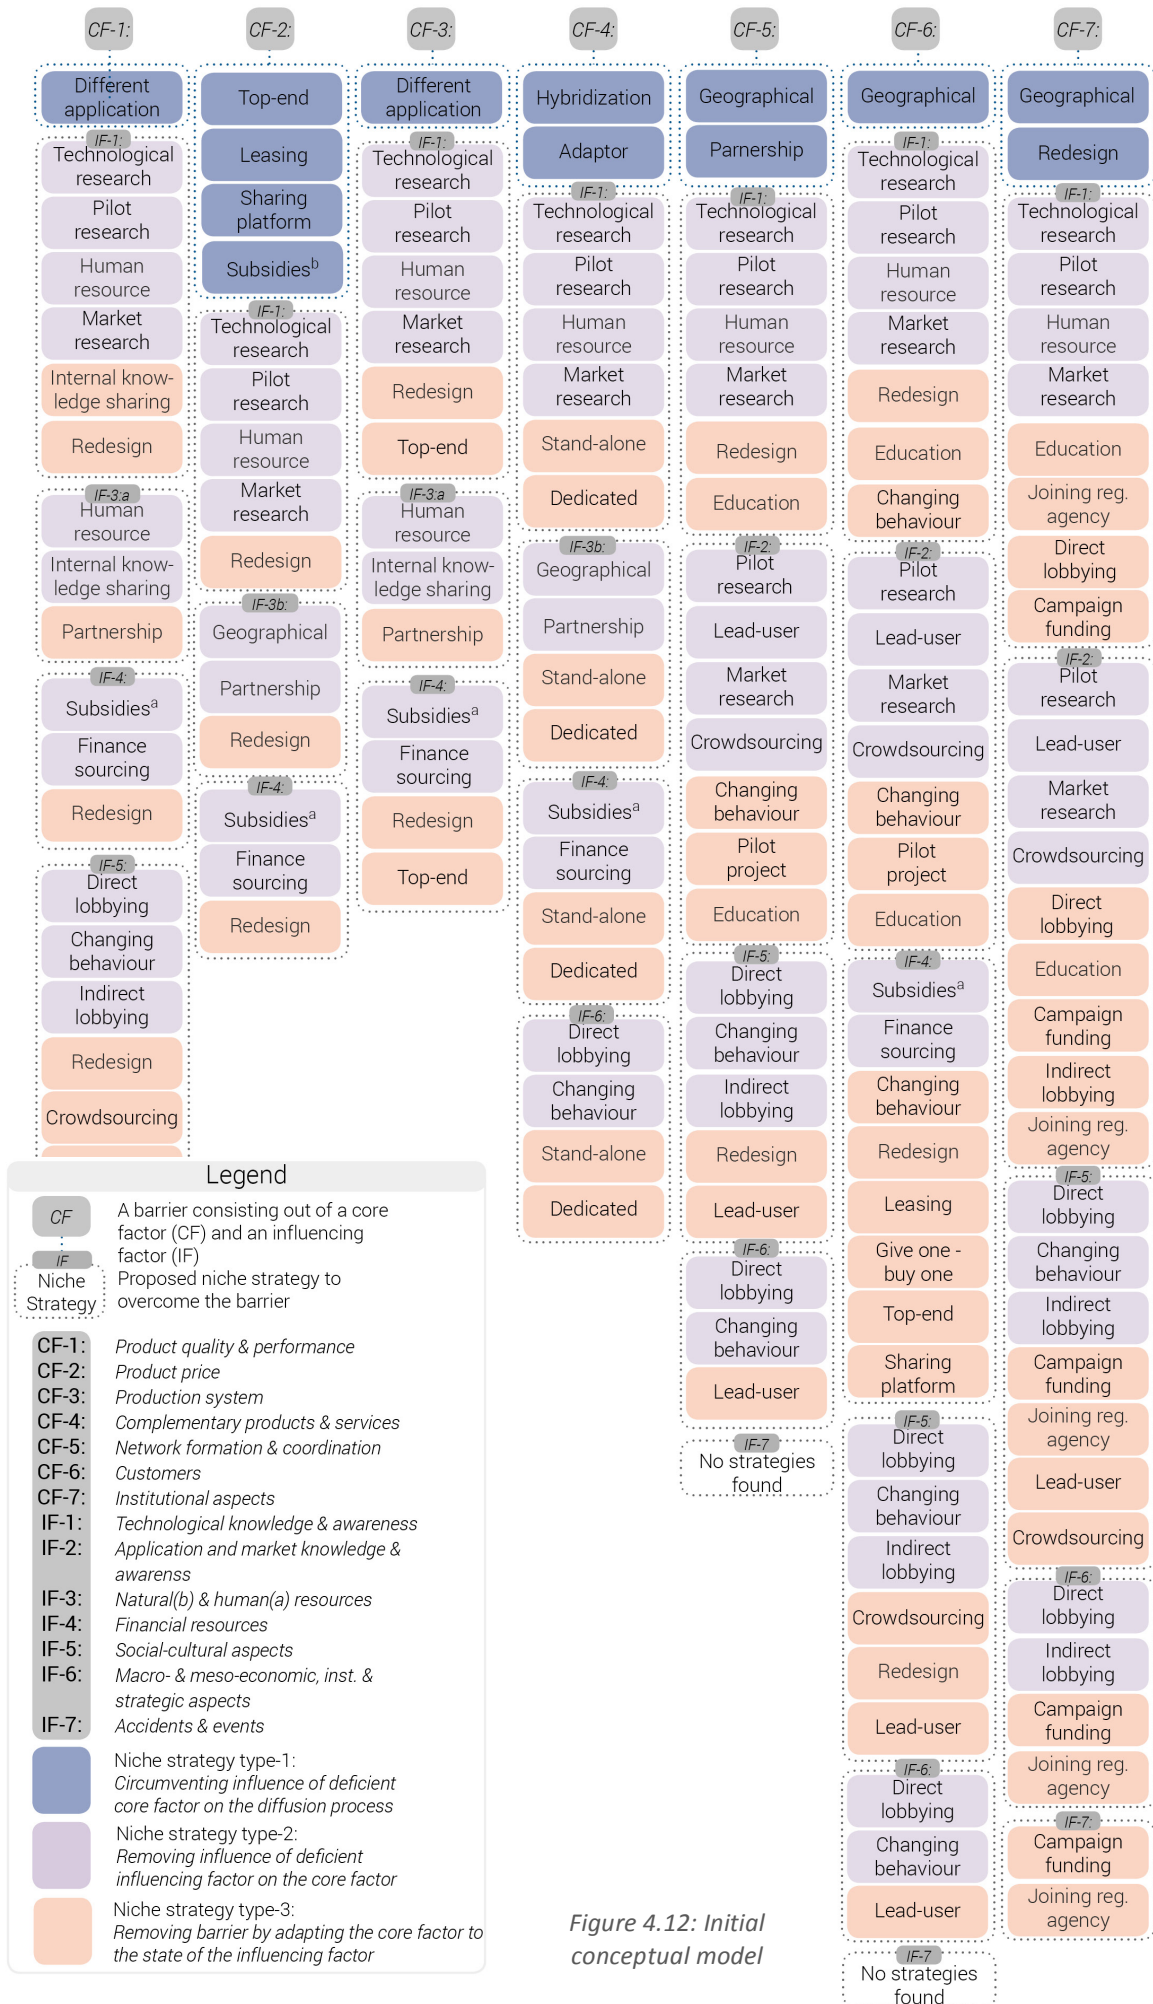 CF-1:
Different
application
IF-1:
Technological
research
Pilot
research
Human
resource
Market
research
Internal know-
ledge sharing
Redesign
IF-3:a
Human
resource
Internal know-
ledge sharing
Partnership
IF-4:
Subsidiesᵃ
Finance
sourcing
Redesign
IF-5:
Direct
lobbying
Changing
behaviour
Indirect
lobbying
Redesign
Crowdsourcing
CF-2:
Top-end
Leasing
Sharing
platform
Subsidiesᵇ
IF-1:
Technological
research
Pilot
research
Human
resource
Market
research
Redesign
IF-3b:
Geographical
Partnership
Redesign
IF-4:
Subsidiesᵃ
Finance
sourcing
Redesign
CF-3:
Different
application
IF-1:
Technological
research
Pilot
research
Human
resource
Market
research
Redesign
Top-end
IF-3:a
Human
resource
Internal know-
ledge sharing
Partnership
IF-4:
Subsidiesᵃ
Finance
sourcing
Redesign
Top-end
CF-4:
Hybridization
Adaptor
IF-1:
Technological
research
Pilot
research
Human
resource
Market
research
Stand-alone
Dedicated
IF-3b:
Geographical
Partnership
Stand-alone
Dedicated
IF-4:
Subsidiesᵃ
Finance
sourcing
Stand-alone
Dedicated
IF-6:
Direct
lobbying
Changing
behaviour
Stand-alone
Dedicated
CF-5:
Geographical
Parnership
IF-1:
Technological
research
Pilot
research
Human
resource
Market
research
Redesign
Education
IF-2:
Pilot
research
Lead-user
Market
research
Crowdsourcing
Changing
behaviour
Pilot
project
Education
IF-5:
Direct
lobbying
Changing
behaviour
Indirect
lobbying
Redesign
Lead-user
IF-6:
Direct
lobbying
Changing
behaviour
Lead-user
IF-7
No strategies
found
CF-6:
Geographical
IF-1:
Technological
research
Pilot
research
Human
resource
Market
research
Redesign
Education
Changing
behaviour
IF-2:
Pilot
research
Lead-user
Market
research
Crowdsourcing
Changing
behaviour
Pilot
project
Education
IF-4:
Subsidiesᵃ
Finance
sourcing
Changing
behaviour
Redesign
Leasing
Give one -
buy one
Top-end
Sharing
platform
IF-5:
Direct
lobbying
Changing
behaviour
Indirect
lobbying
Crowdsourcing
Redesign
Lead-user
IF-6:
Direct
lobbying
Changing
behaviour
Lead-user
IF-7
No strategies
found
CF-7:
Geographical
Redesign
IF-1:
Technological
research
Pilot
research
Human
resource
Market
research
Education
Joining reg.
agency
Direct
lobbying
Campaign
funding
IF-2:
Pilot
research
Lead-user
Market
research
Crowdsourcing
Direct
lobbying
Education
Campaign
funding
Indirect
lobbying
Joining reg.
agency
IF-5:
Direct
lobbying
Changing
behaviour
Indirect
lobbying
Campaign
funding
Joining reg.
agency
Lead-user
Crowdsourcing
IF-6:
Direct
lobbying
Indirect
lobbying
Campaign
funding
Joining reg.
agency
IF-7:
Campaign
funding
Joining reg.
agency
Legend
CF
A barrier consisting out of a core
factor (CF) and an influencing
factor (IF)
IF
Niche
Strategy
Proposed niche strategy to
overcome the barrier
CF-1: Product quality & performance
CF-2: Product price
CF-3: Production system
CF-4: Complementary products & services
CF-5: Network formation & coordination
CF-6: Customers
CF-7: Institutional aspects
IF-1: Technological knowledge & awareness
IF-2: Application and market knowledge &
awarenss
IF-3: Natural(b) & human(a) resources
IF-4: Financial resources
IF-5: Social-cultural aspects
IF-6: Macro- & meso-economic, inst. &
strategic aspects
IF-7: Accidents & events
Niche strategy type-1:
Circumventing influence of deficient
core factor on the diffusion process
Niche strategy type-2:
Removing influence of deficient
influencing factor on the core factor
Niche strategy type-3:
Removing barrier by adapting the core factor to
the state of the influencing factor
Figure 4.12: Initial
conceptual model